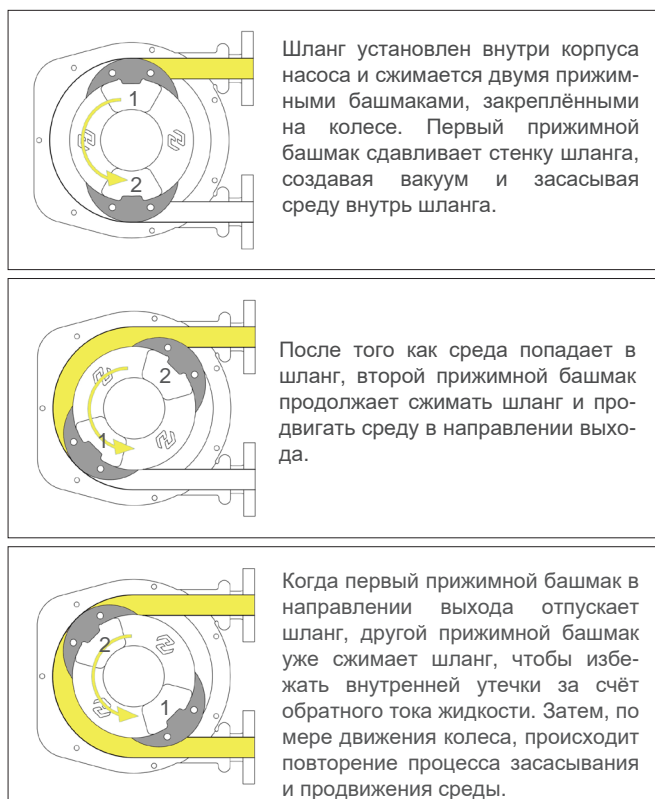 1
2
Шланг установлен внутри корпуса
насоса и сжимается двумя прижим-
ными башмаками, закреплёнными
на колесе. Первый прижимной
башмак сдавливает стенку шланга,
создавая вакуум и засасывая
среду внутрь шланга.
2
1
После того как среда попадает в
шланг, второй прижимной башмак
продолжает сжимать шланг и про-
двигать среду в направлении выхо-
да.
2
1
Когда первый прижимной башмак в
направлении выхода отпускает
шланг, другой прижимной башмак
уже сжимает шланг, чтобы избе-
жать внутренней утечки за счёт
обратного тока жидкости. Затем, по
мере движения колеса, происходит
повторение процесса засасывания
и продвижения среды.